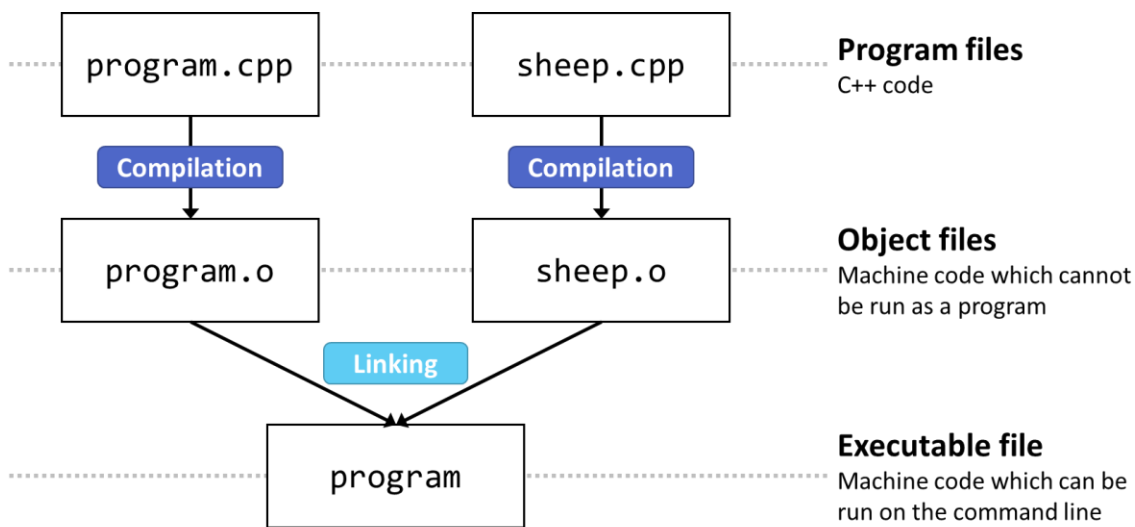 program.cpp
sheep.cpp
Program files
C++ code
Compilation
Compilation
program.o
sheep.o
Object files
Machine code which cannot
be run as a program
Linking
program
Executable file
Machine code which can be
run on the command line